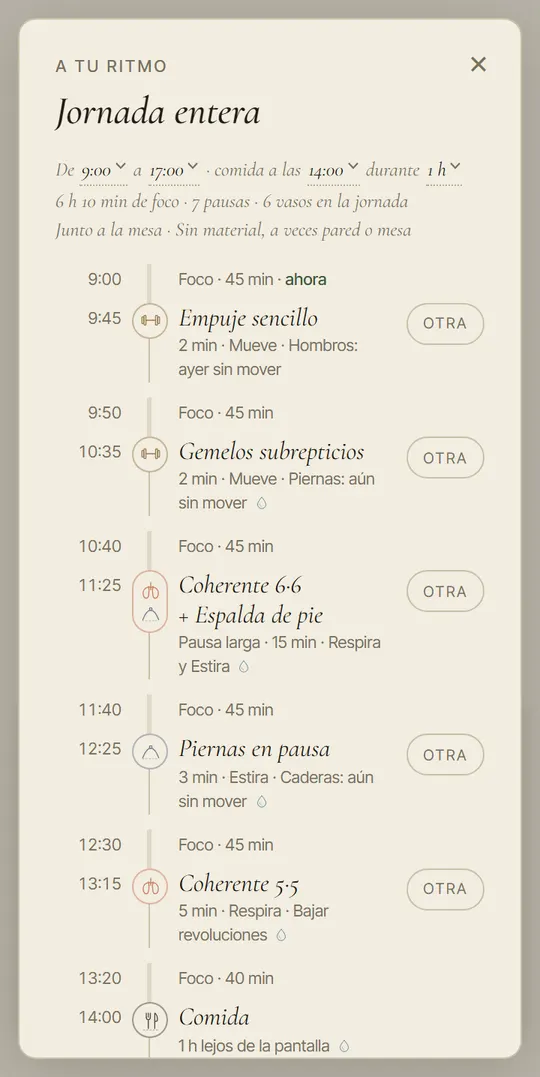 A TU RITMO
Jornada entera
De 9:00 a 17:00 · comida a las 14:00 durante 1 h
6 h 10 min de foco · 7 pausas · 6 vasos en la jornada
Junto a la mesa · Sin material, a veces pared o mesa
9:00 Foco · 45 min · ahora
9:45 Empuje sencillo OTRA
2 min · Mueve · Hombros:
ayer sin mover
9:50 Foco · 45 min
10:35 Gemelos subrepticios OTRA
2 min · Mueve · Piernas: aún
sin mover
10:40 Foco · 45 min
11:25 Coherente 6·6 OTRA
+ Espalda de pie
Pausa larga · 15 min · Respira
y Estira
11:40 Foco · 45 min
12:25 Piernas en pausa OTRA
3 min · Estira · Caderas: aún
sin mover
12:30 Foco · 45 min
13:15 Coherente 5·5 OTRA
5 min · Respira · Bajar
revoluciones
13:20 Foco · 40 min
14:00 Comida
1 h lejos de la pantalla